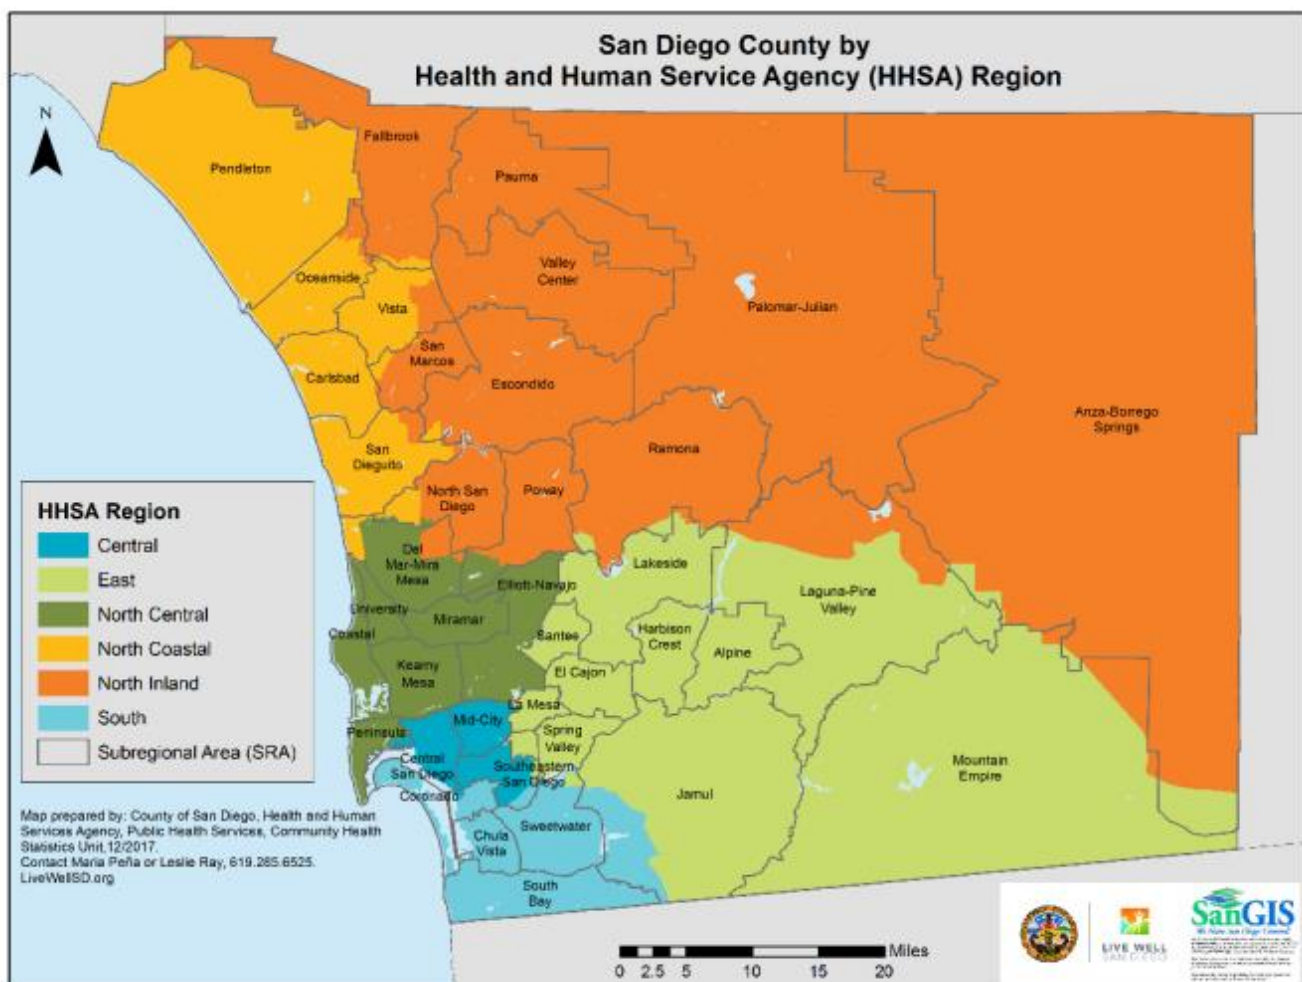 San Diego County by
Health and Human Service Agency (HHSA) Region
N
Fallbrook
Pendleton
Pauma
Valley
Center
Oceanside
Vista
Palomar-Julian
San
Marcos
Carlsbad
Escondido
Anza-Borrego
Springs
Ramona
San
Dieguito
North San
Diego
Poway
HHSA Region
Central
East
North Central
North Coastal
North Inland
South
Subregional Area (SRA)
Del
Mar-Mira
Mesa
Lakeside
Elliott-Navajo
Laguna-Pine
Valley
University
Miramar
Coastal
Santee
Harbison
Crest
Alpine
Kearny
Mesa
El Cajon
La Mesa
Mid-City
Peninsula
Spring
Valley
Central
San Diego
Southeastern
San Diego
Mountain
Empire
Coronado
Jamul
Sweetwater
Chula
Vista
South
Bay
Map prepared by: County of San Diego, Health and Human
Services Agency, Public Health Services, Community Health
Statistics Unit,12/2017.
Contact Maria Peña or Leslie Ray, 619.285.6525.
LiveWellSD.org
Miles
0 2.5 5 10 15 20
LIVE WELL
SAN DIEGO
SanGIS